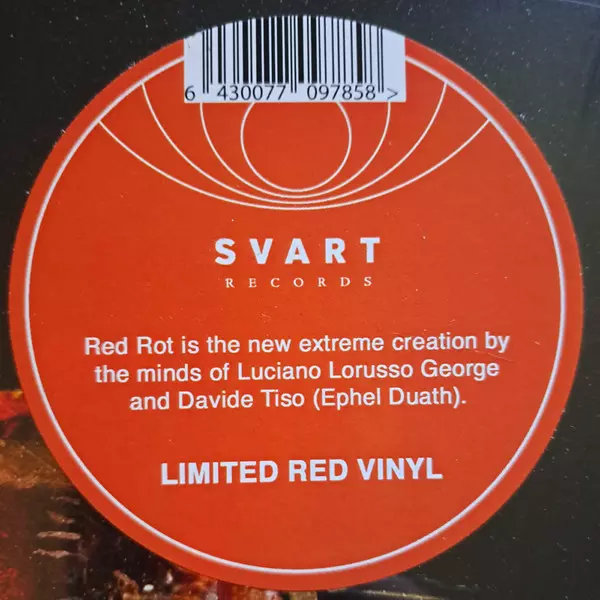 6 430077 097858 >
SVART
RECORDS
Red Rot is the new extreme creation by
the minds of Luciano Lorusso George
and Davide Tiso (Ephel Duath).
LIMITED RED VINYL